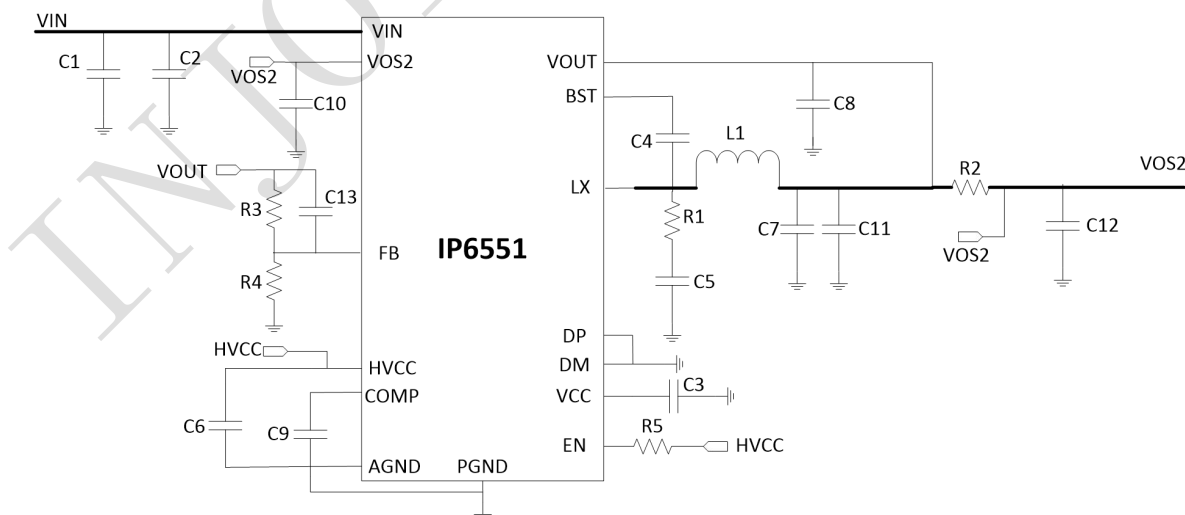 INJO
VIN
VIN
C1
C2
VOS2
VOS2
C10
VOUT
R3
C13
FB
R4
HVCC
HVCC
COMP
C6
C9
AGND
PGND
IP6551
VOUT
BST
C8
C4
L1
LX
R2
VOS2
R1
C7
C11
VOS2
C12
C5
DP
DM
VCC
C3
EN
R5
HVCC